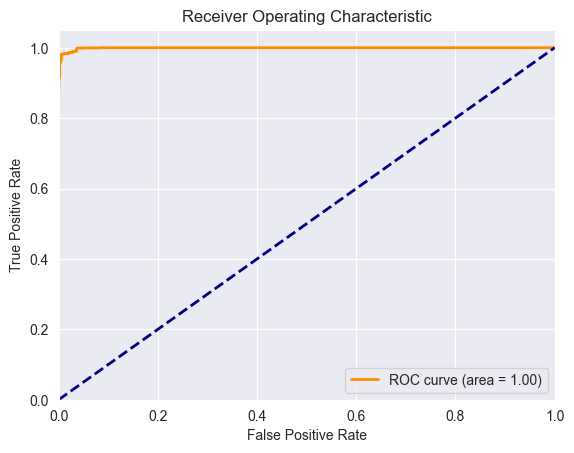 Receiver Operating Characteristic
1.0
0.8
0.6
0.4
0.2
0.0
True Positive Rate
ROC curve (area = 1.00)
0.0 0.2 0.4 0.6 0.8 1.0
False Positive Rate